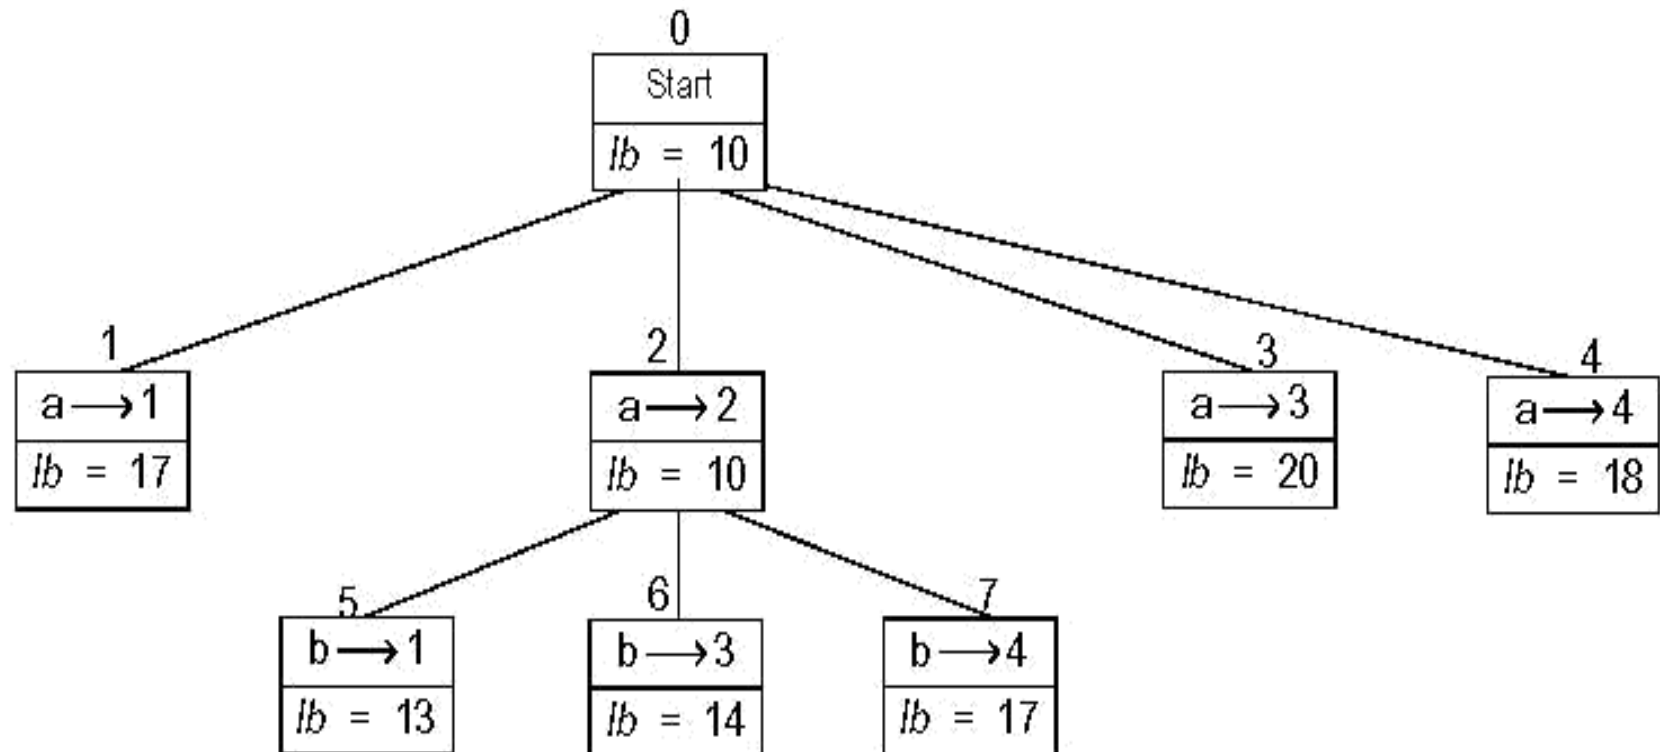 0
Start
lb = 10
1
2
3
4
a⟶1
a⟶2
a⟶3
a⟶4
lb = 17
lb = 10
lb = 20
lb = 18
5
6
7
b⟶1
b⟶3
b⟶4
lb = 13
lb = 14
lb = 17